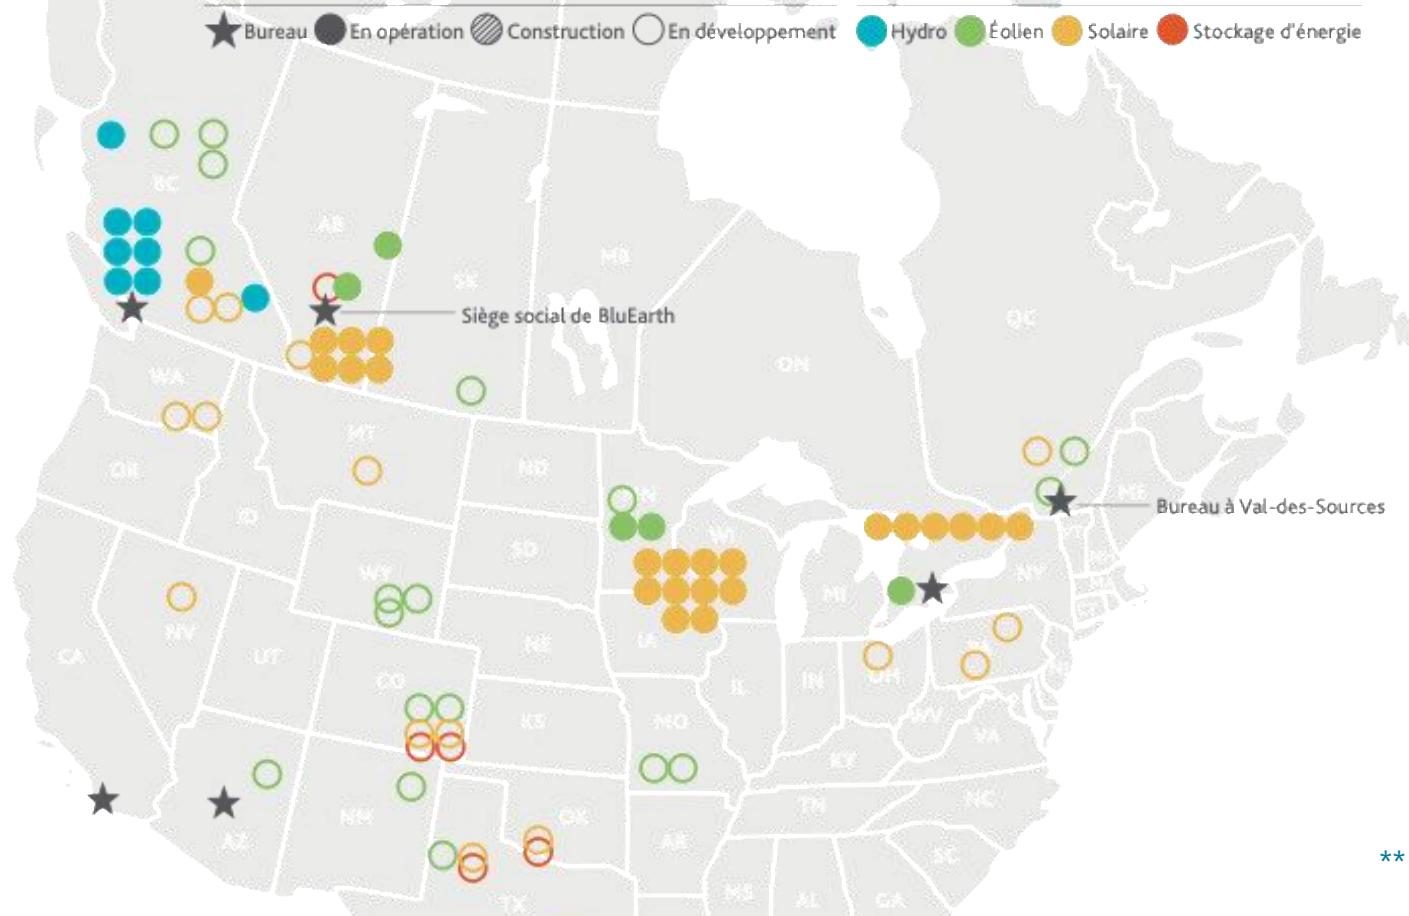 Bureau En opération Construction En développement Hydro Éolien Solaire Stockage d'énergie
BC
AB
SK
MB
Siège social de BluEarth
QC
ON
WA
MT
OR
ND
ME
Bureau à Val-des-Sources
ID
SD
WI
WY
NY
MI
NV
IA
NE
CA
UT
CO
OH
IL
IN
WV
KS
MO
VA
KY
TN
NC
NM
OK
AZ
AR
SC
**
MS
AL
GA
TX